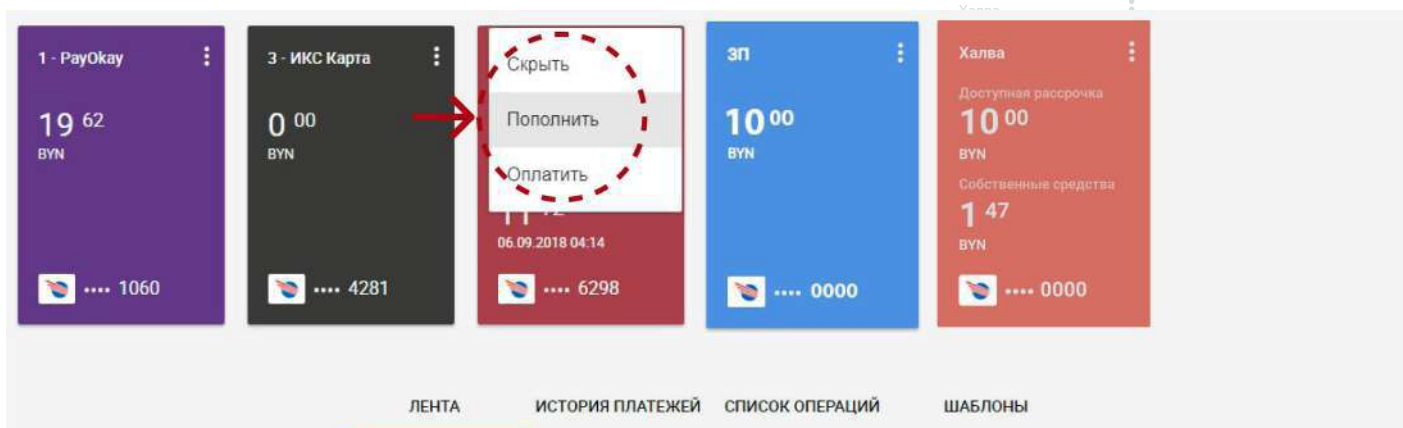 1 - PayOkay
19 62
BYN
•••• 1060
3 - ИКС Карта
0 00
BYN
•••• 4281
Скрыть
Пополнить
Оплатить
06.09.2018 04:14
•••• 6298
ЗП
10 00
BYN
•••• 0000
Халва
Доступная рассрочка
10 00
BYN
Собственные средства
1 47
BYN
•••• 0000
ЛЕНТА ИСТОРИЯ ПЛАТЕЖЕЙ СПИСОК ОПЕРАЦИЙ ШАБЛОНЫ